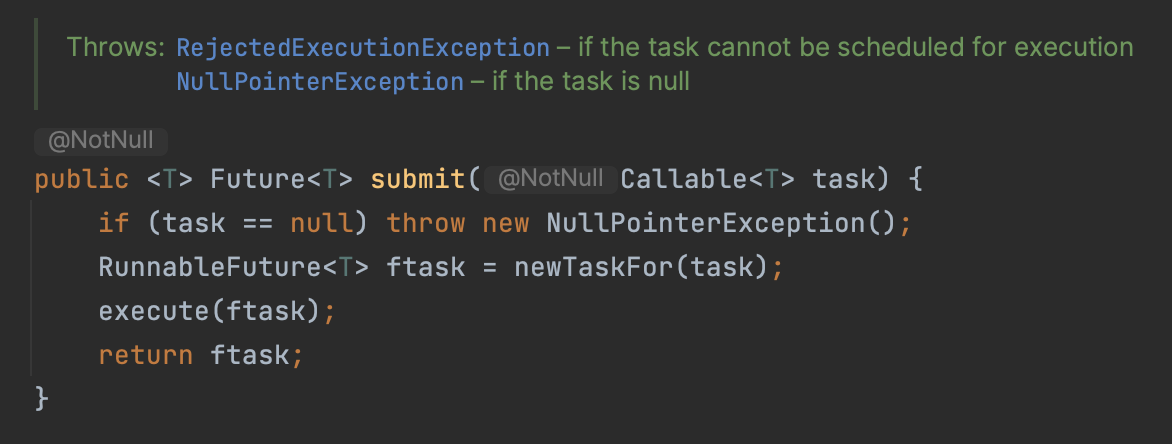 Throws: RejectedExecutionException – if the task cannot be scheduled for execution
NullPointerException – if the task is null
@NotNull
public <T> Future<T> submit( @NotNull Callable<T> task) {
    if (task == null) throw new NullPointerException();
    RunnableFuture<T> ftask = newTaskFor(task);
    execute(ftask);
    return ftask;
}